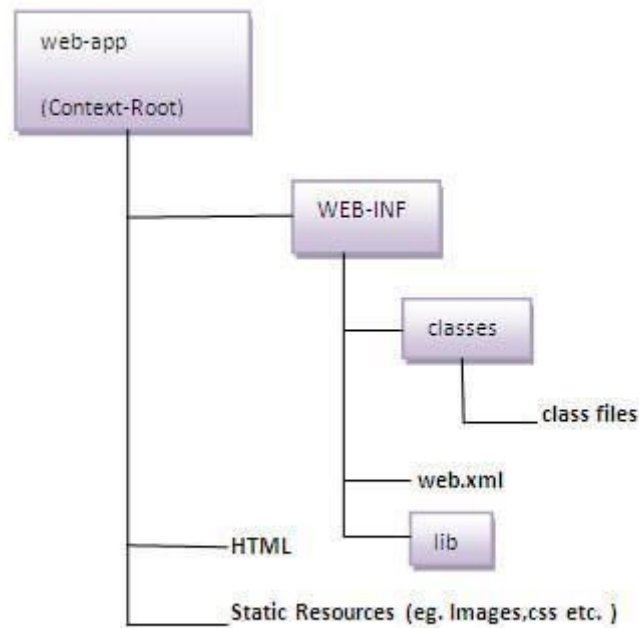 web-app
(Context-Root)
WEB-INF
classes
class files
web.xml
lib
HTML
Static Resources (eg. Images,css etc. )